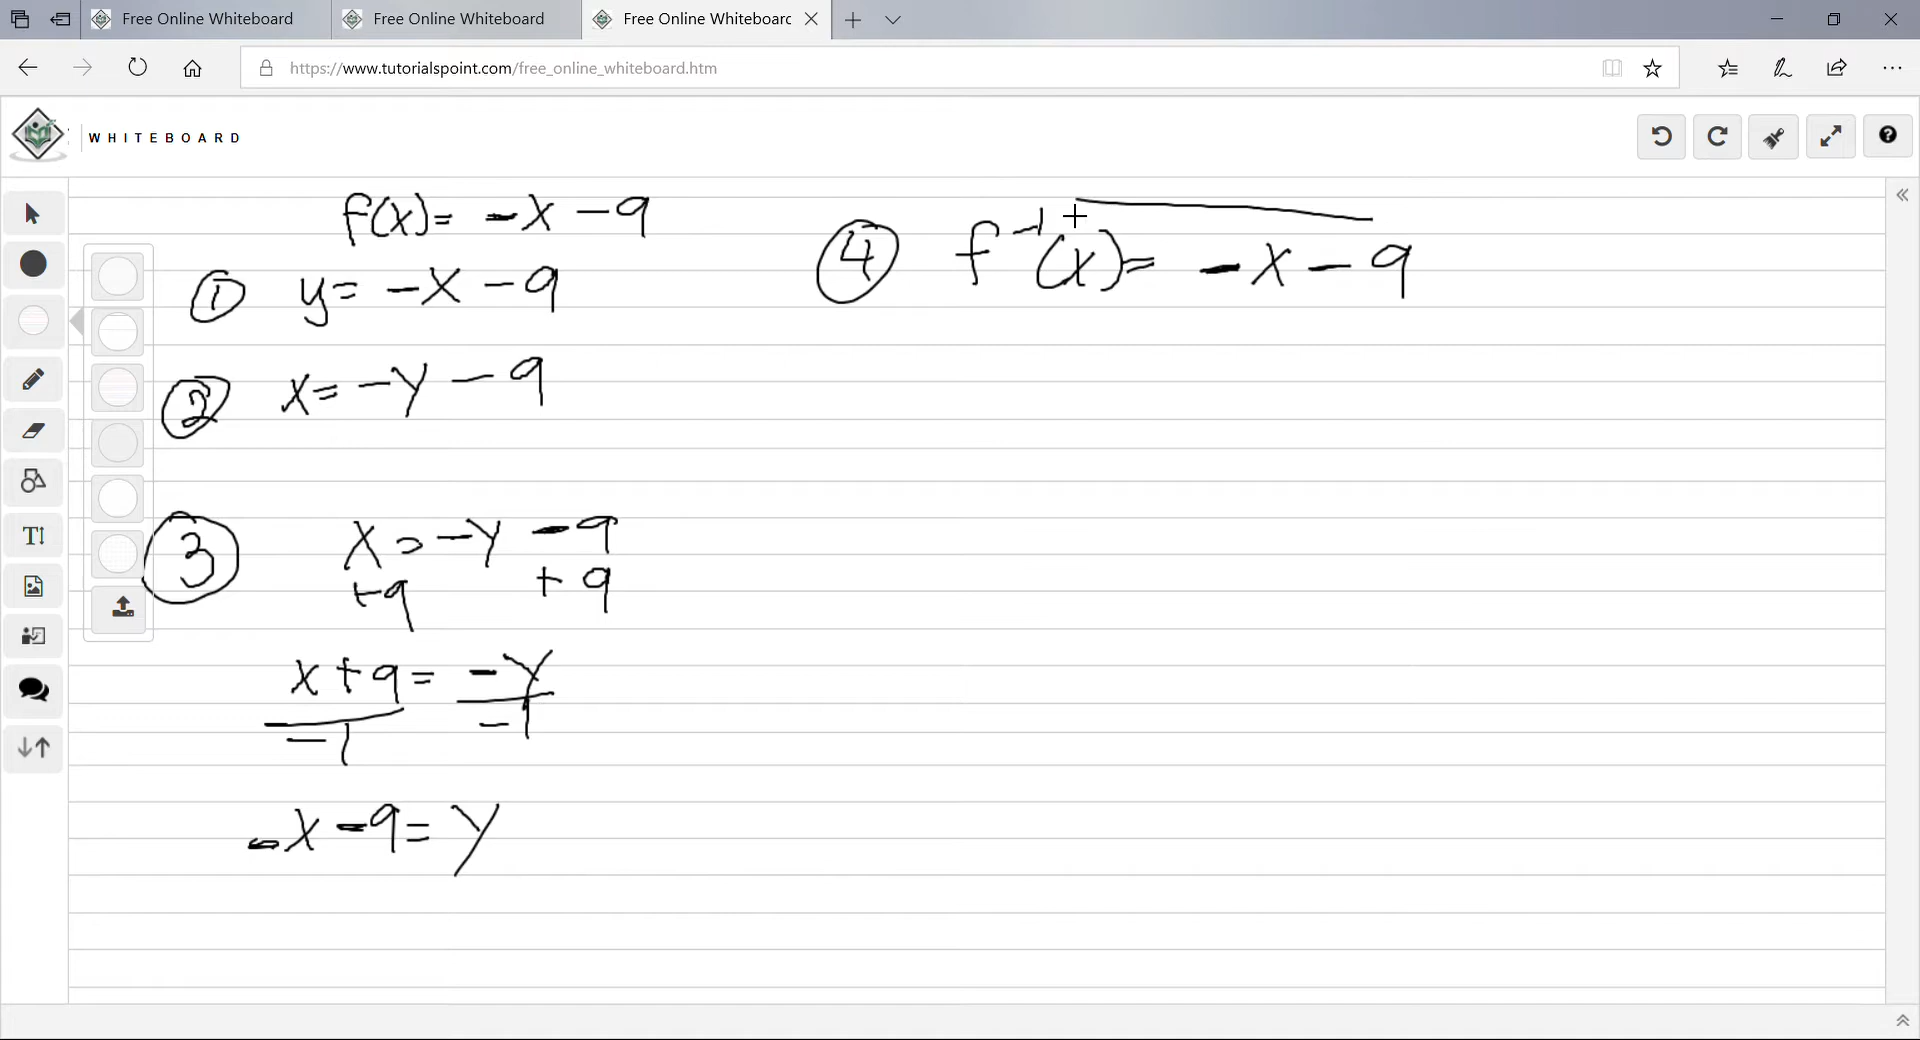 Free Online Whiteboard
Free Online Whiteboard
Free Online Whiteboarc
https://www.tutorialspoint.com/free_online_whiteboard.htm
WHITEBOARD
f(x)= -x -9
① y= -x -9
② x= -y -9
③ x = -y -9
+9 +9
x+9 = -y
-1 -1
-x -9 = y
④ f⁻¹(x)= -x -9